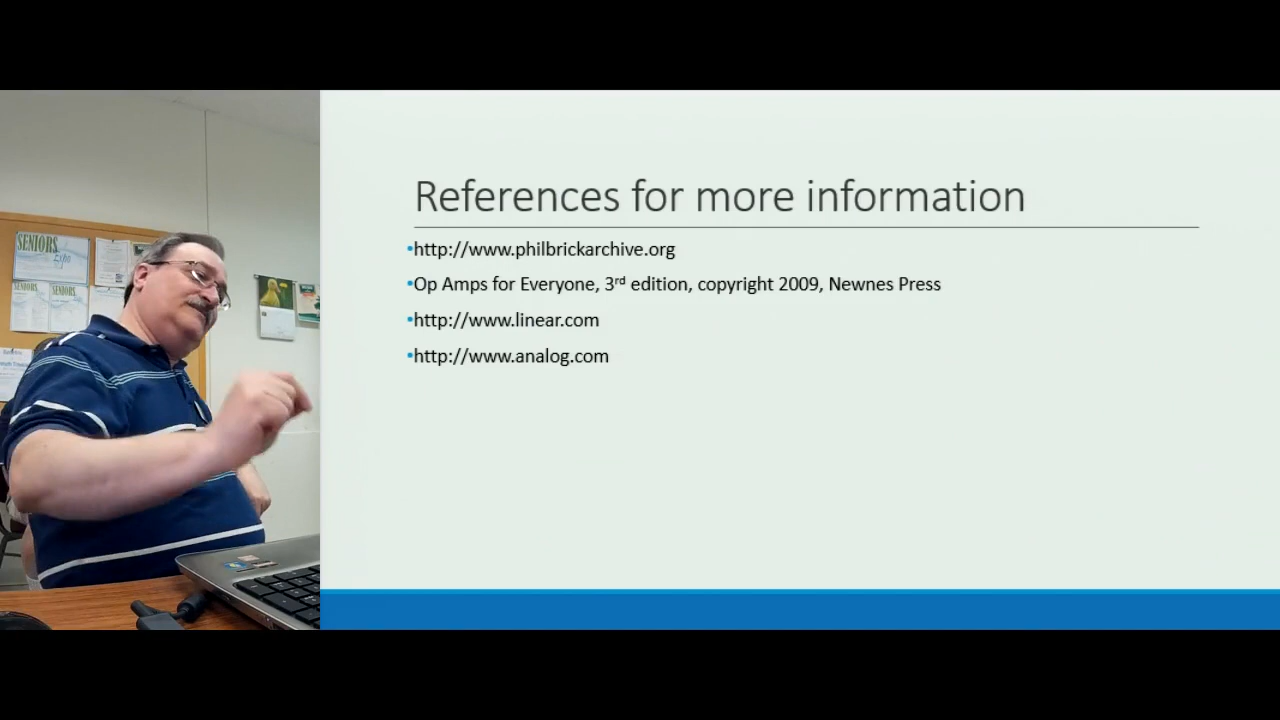 References for more information
•http://www.philbrickarchive.org
•Op Amps for Everyone, 3rd edition, copyright 2009, Newnes Press
•http://www.linear.com
•http://www.analog.com
SENIORS
Expo
SENIORS
SENIORS